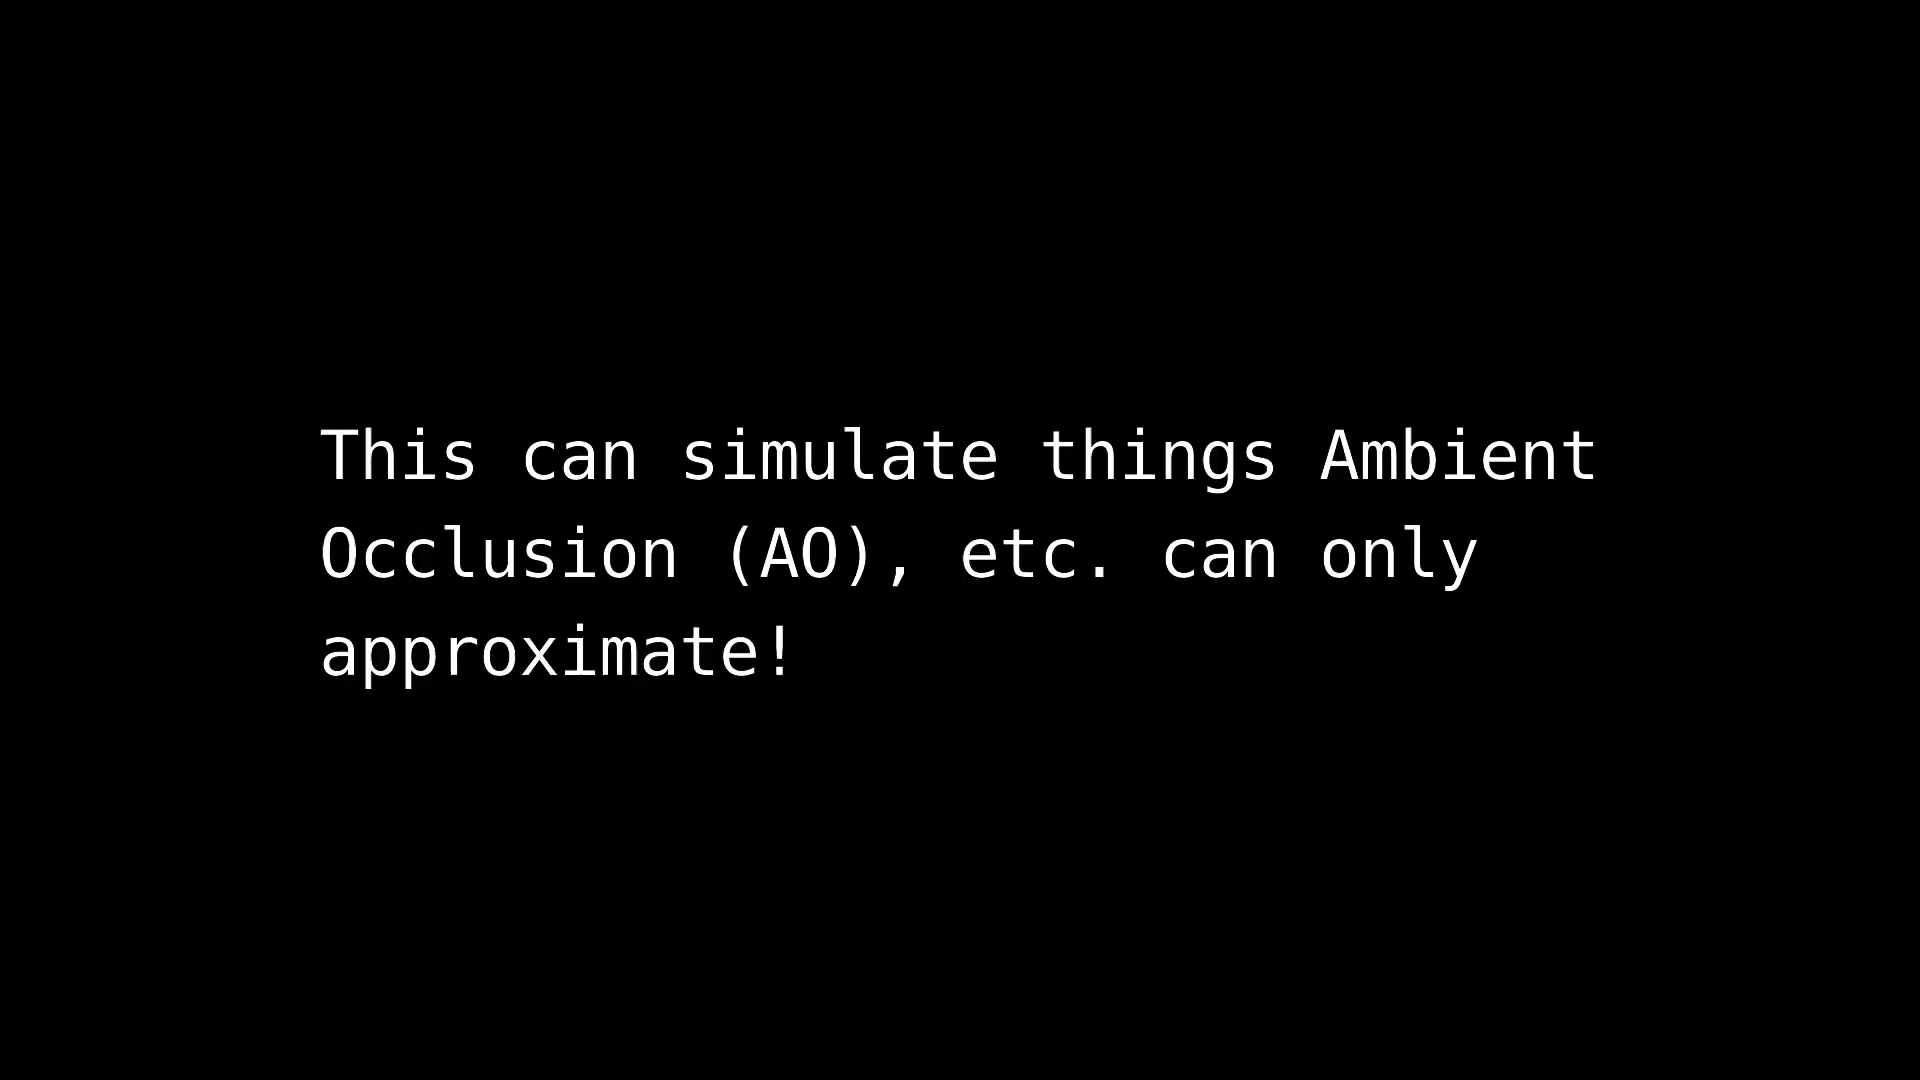 This can simulate things Ambient
Occlusion (AO), etc. can only
approximate!